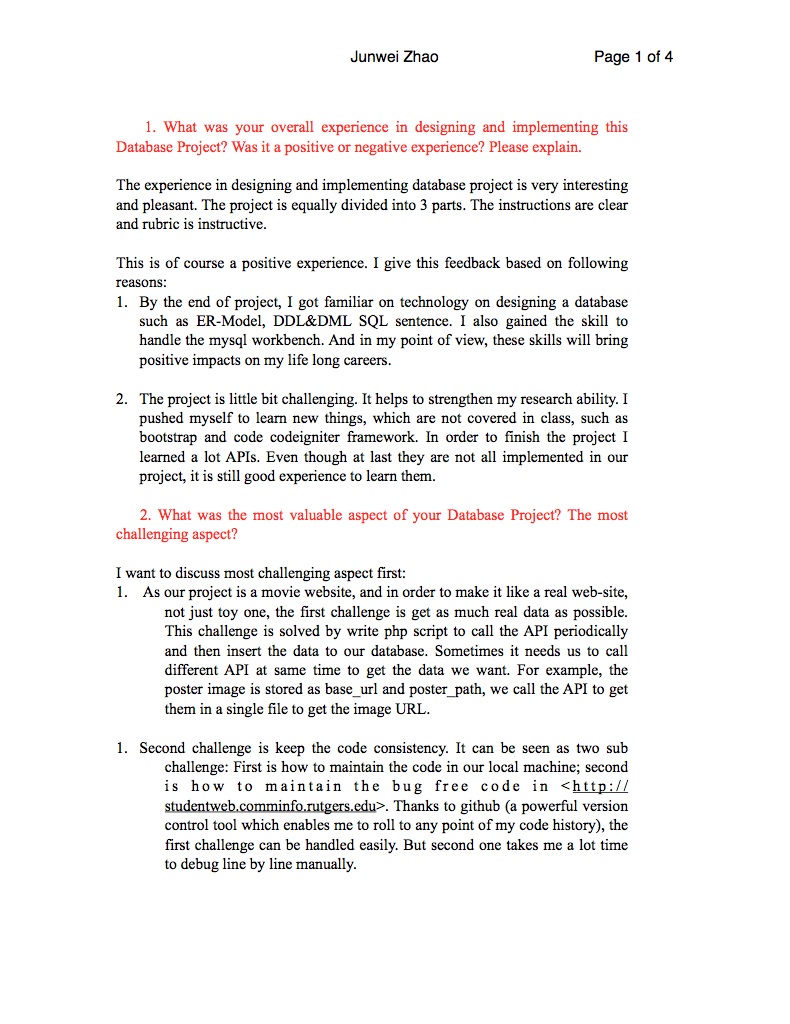 Junwei Zhao Page 1 of 4
1. What was your overall experience in designing and implementing this
Database Project? Was it a positive or negative experience? Please explain.
The experience in designing and implementing database project is very interesting
and pleasant. The project is equally divided into 3 parts. The instructions are clear
and rubric is instructive.
This is of course a positive experience. I give this feedback based on following
reasons:
1. By the end of project, I got familiar on technology on designing a database
such as ER-Model, DDL&DML SQL sentence. I also gained the skill to
handle the mysql workbench. And in my point of view, these skills will bring
positive impacts on my life long careers.
2. The project is little bit challenging. It helps to strengthen my research ability. I
pushed myself to learn new things, which are not covered in class, such as
bootstrap and code codeigniter framework. In order to finish the project I
learned a lot APIs. Even though at last they are not all implemented in our
project, it is still good experience to learn them.
2. What was the most valuable aspect of your Database Project? The most
challenging aspect?
I want to discuss most challenging aspect first:
1. As our project is a movie website, and in order to make it like a real web-site,
not just toy one, the first challenge is get as much real data as possible.
This challenge is solved by write php script to call the API periodically
and then insert the data to our database. Sometimes it needs us to call
different API at same time to get the data we want. For example, the
poster image is stored as base_url and poster_path, we call the API to get
them in a single file to get the image URL.
1. Second challenge is keep the code consistency. It can be seen as two sub
challenge: First is how to maintain the code in our local machine; second
is how to maintain the bug free code in <http://
studentweb.comminfo.rutgers.edu>. Thanks to github (a powerful version
control tool which enables me to roll to any point of my code history), the
first challenge can be handled easily. But second one takes me a lot time
to debug line by line manually.